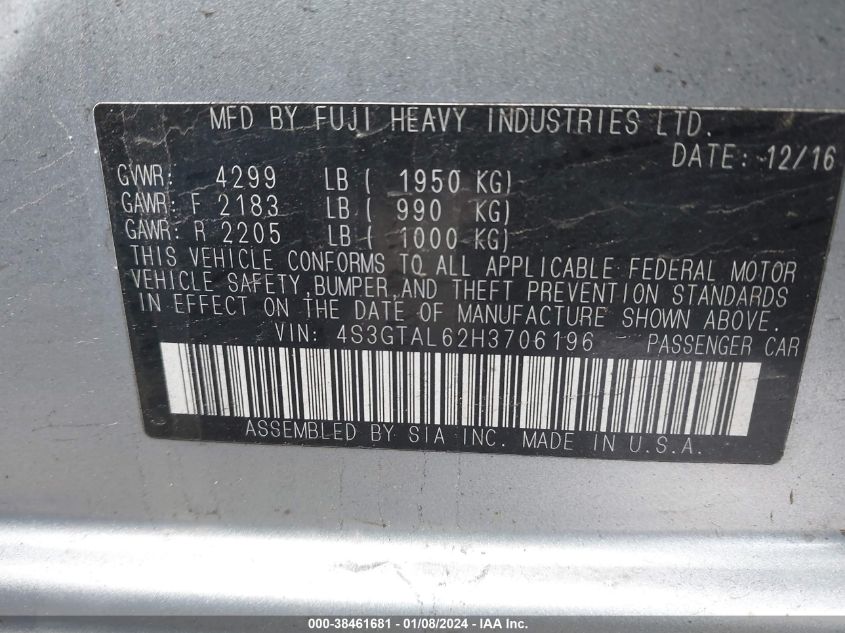 MFD BY FUJI HEAVY INDUSTRIES LTD.
DATE: 12/16
GVWR: 4299 LB ( 1950 KG)
GAWR: F 2183 LB ( 990 KG)
GAWR: R 2205 LB ( 1000 KG)
THIS VEHICLE CONFORMS TO ALL APPLICABLE FEDERAL MOTOR
VEHICLE SAFETY, BUMPER, AND THEFT PREVENTION STANDARDS
IN EFFECT ON THE DATE OF MANUFACTURE SHOWN ABOVE.
VIN: 4S3GTAL62H3706196 PASSENGER CAR
ASSEMBLED BY SIA INC. MADE IN U.S.A.
000-38461681 - 01/08/2024 - IAA Inc.